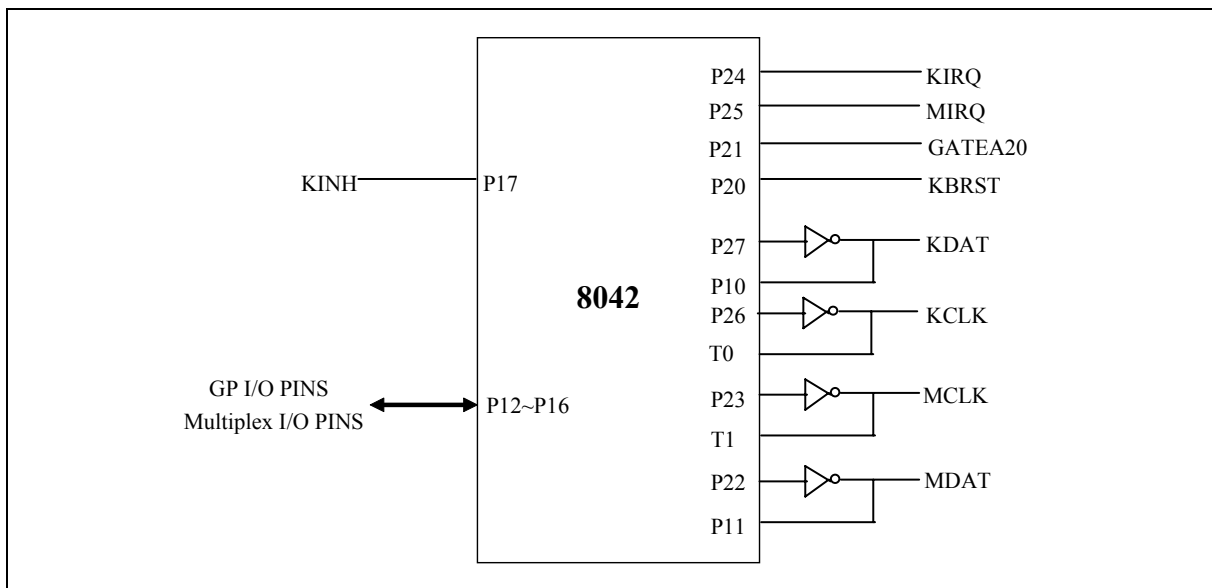 P24 KIRQ
P25 MIRQ
P21 GATEA20
KINH P17 P20 KBRST
P27 KDAT
P10
8042
P26 KCLK
T0
GP I/O PINS
Multiplex I/O PINS
P12~P16
P23 MCLK
T1
P22 MDAT
P11